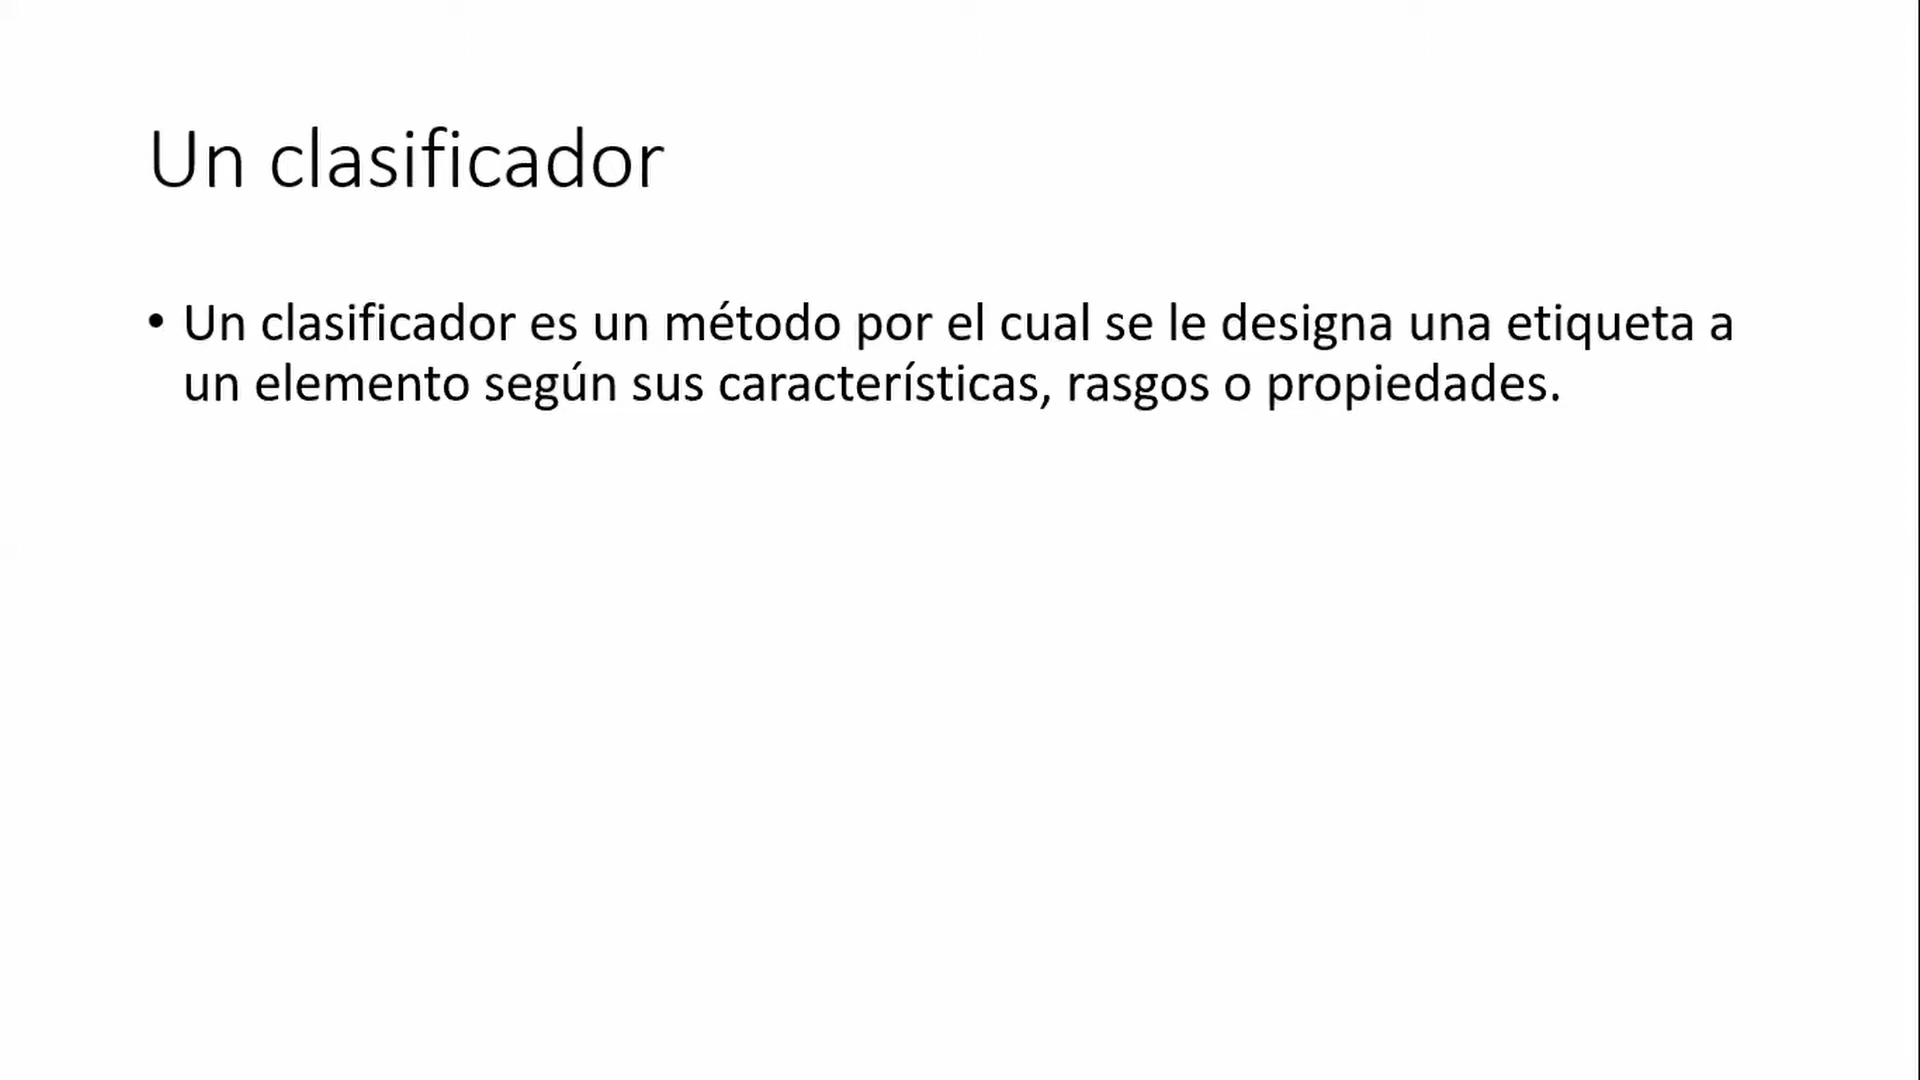 Un clasificador
• Un clasificador es un método por el cual se le designa una etiqueta a
un elemento según sus características, rasgos o propiedades.